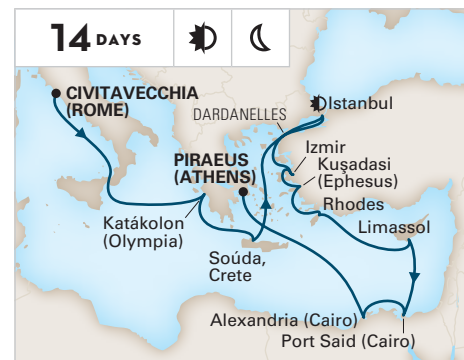 14 DAYS
CIVITAVECCHIA
(ROME)
DARDANELLES
Istanbul
Izmir
Kuşadasi
(Ephesus)
PIRAEUS
(ATHENS)
Rhodes
Katákolon
(Olympia)
Limassol
Soúda,
Crete
Alexandria (Cairo)
Port Said (Cairo)